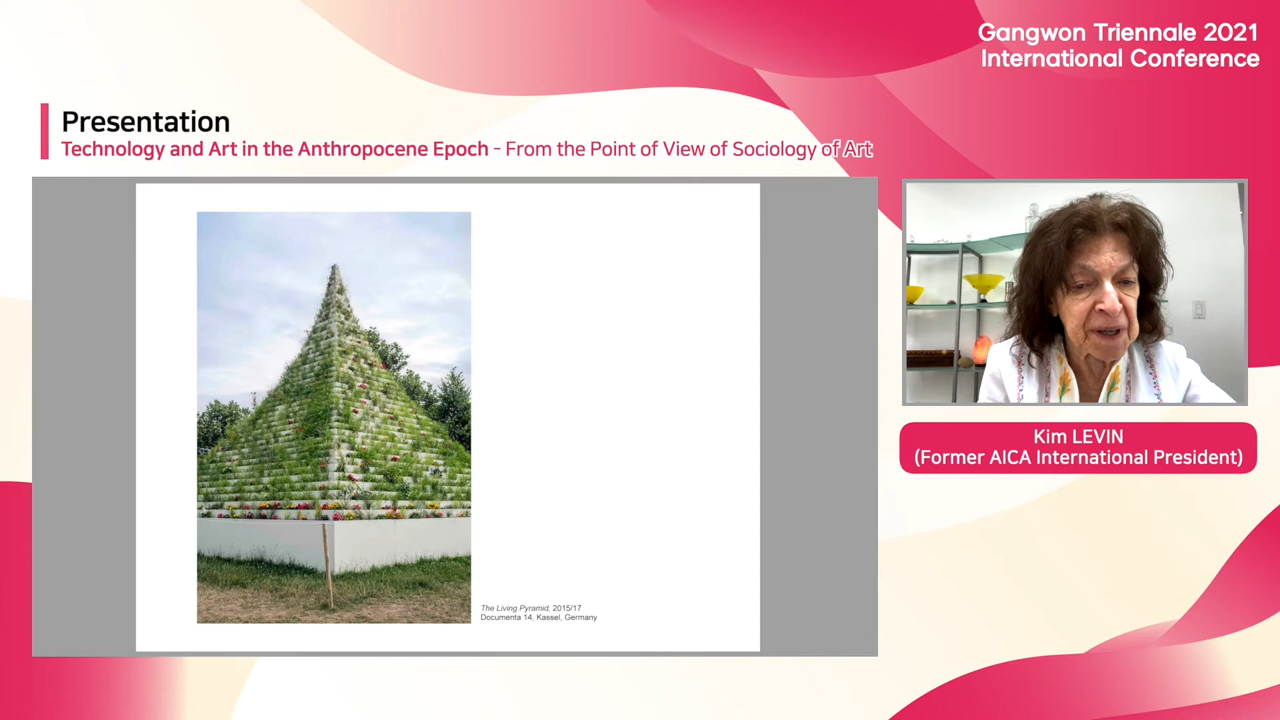 Gangwon Triennale 2021
International Conference
Presentation
Technology and Art in the Anthropocene Epoch - From the Point of View of Sociology of Art
The Living Pyramid, 2015/17
Documenta 14, Kassel, Germany
Kim LEVIN
(Former AICA International President)